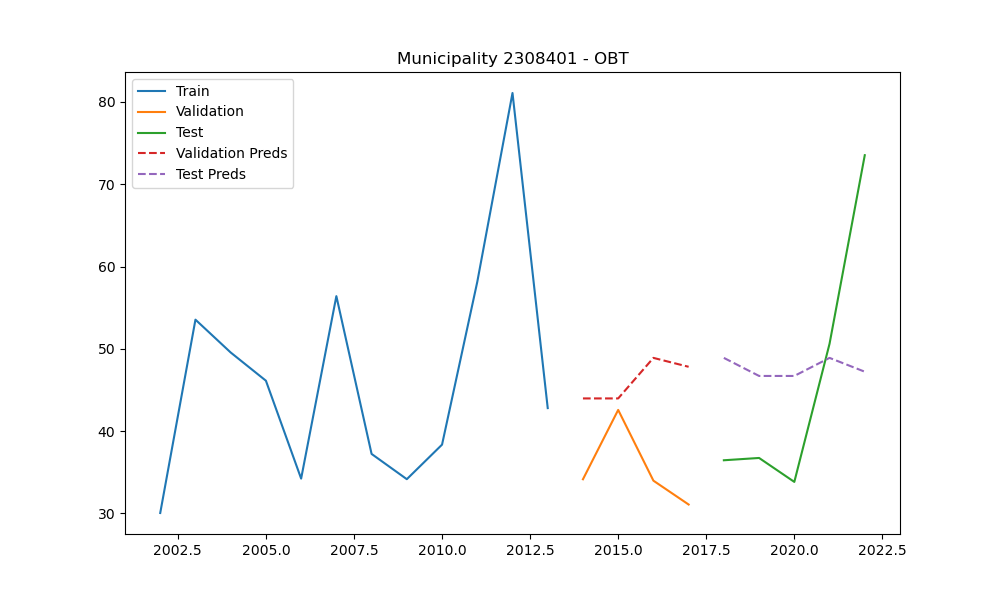 Municipality 2308401 - OBT
Train
Validation
Test
Validation Preds
Test Preds
80
70
60
50
40
30
2002.5 2005.0 2007.5 2010.0 2012.5 2015.0 2017.5 2020.0 2022.5